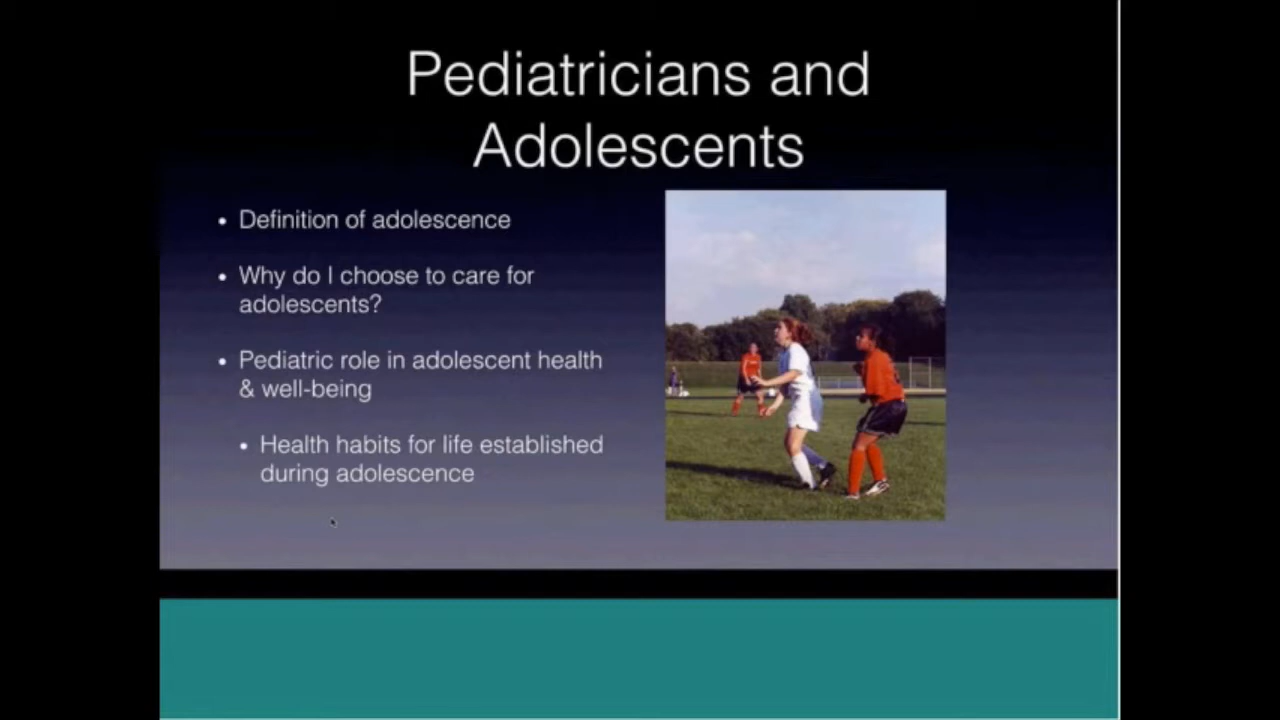 Pediatricians and
Adolescents
• Definition of adolescence
• Why do I choose to care for
adolescents?
• Pediatric role in adolescent health
& well-being
• Health habits for life established
during adolescence